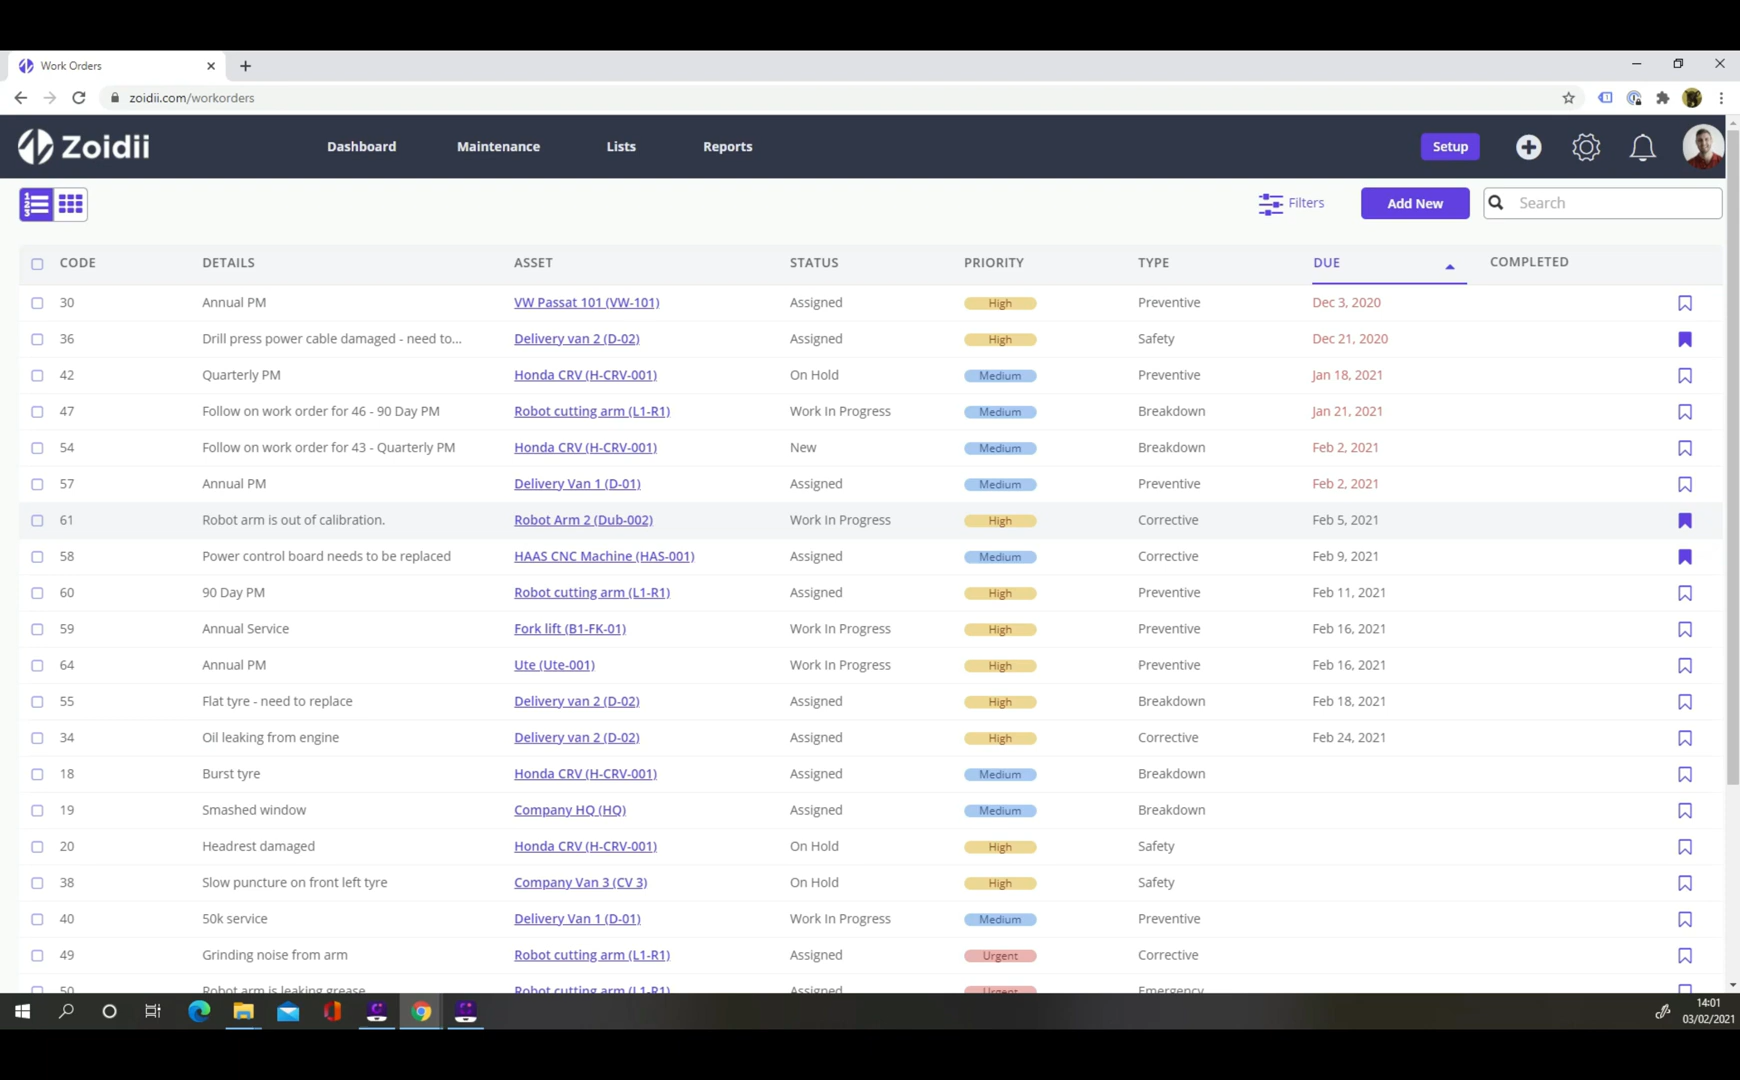 Work Orders
zoidii.com/workorders
Zoidii Dashboard Maintenance Lists Reports Setup
Filters Add New Search
CODE DETAILS ASSET STATUS PRIORITY TYPE DUE COMPLETED
30 Annual PM VW Passat 101 (VW-101) Assigned High Preventive Dec 3, 2020
36 Drill press power cable damaged - need to... Delivery van 2 (D-02) Assigned High Safety Dec 21, 2020
42 Quarterly PM Honda CRV (H-CRV-001) On Hold Medium Preventive Jan 18, 2021
47 Follow on work order for 46 - 90 Day PM Robot cutting arm (L1-R1) Work In Progress Medium Breakdown Jan 21, 2021
54 Follow on work order for 43 - Quarterly PM Honda CRV (H-CRV-001) New Medium Breakdown Feb 2, 2021
57 Annual PM Delivery Van 1 (D-01) Assigned Medium Preventive Feb 2, 2021
61 Robot arm is out of calibration. Robot Arm 2 (Dub-002) Work In Progress High Corrective Feb 5, 2021
58 Power control board needs to be replaced HAAS CNC Machine (HAS-001) Assigned Medium Corrective Feb 9, 2021
60 90 Day PM Robot cutting arm (L1-R1) Assigned High Preventive Feb 11, 2021
59 Annual Service Fork lift (B1-FK-01) Work In Progress High Preventive Feb 16, 2021
64 Annual PM Ute (Ute-001) Work In Progress High Preventive Feb 16, 2021
55 Flat tyre - need to replace Delivery van 2 (D-02) Assigned High Breakdown Feb 18, 2021
34 Oil leaking from engine Delivery van 2 (D-02) Assigned High Corrective Feb 24, 2021
18 Burst tyre Honda CRV (H-CRV-001) Assigned Medium Breakdown
19 Smashed window Company HQ (HQ) Assigned Medium Breakdown
20 Headrest damaged Honda CRV (H-CRV-001) On Hold High Safety
38 Slow puncture on front left tyre Company Van 3 (CV 3) On Hold High Safety
40 50k service Delivery Van 1 (D-01) Work In Progress Medium Preventive
49 Grinding noise from arm Robot cutting arm (L1-R1) Assigned Urgent Corrective
50 Robot arm is leaking grease Robot cutting arm (L1-R1) Assigned Urgent Emergency
14:01
03/02/2021